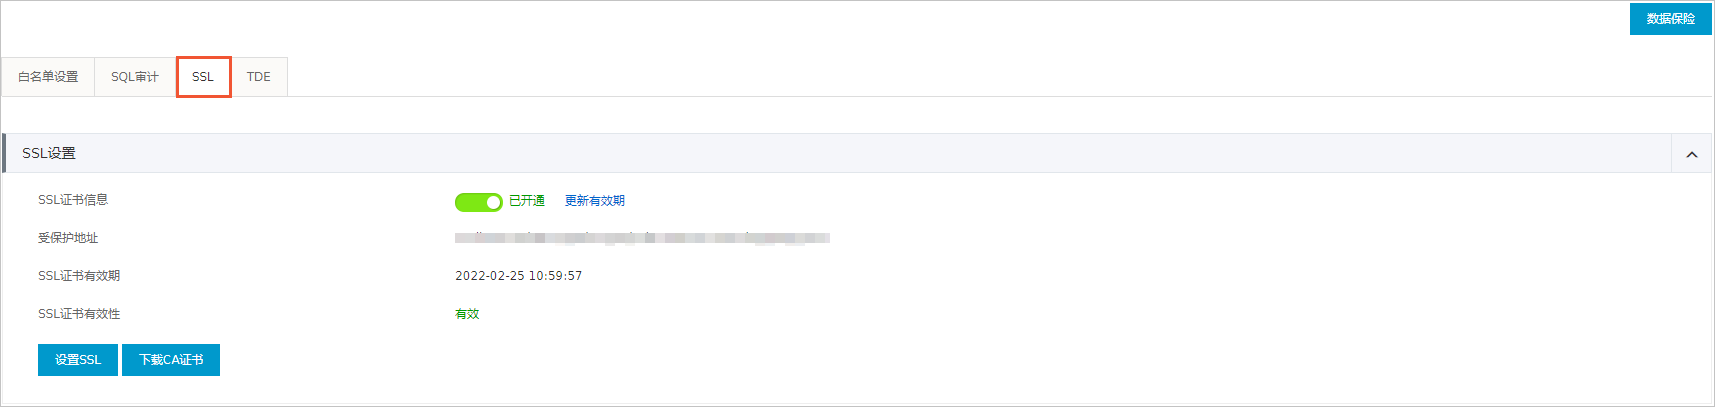 数据保险
白名单设置 SQL审计 SSL TDE
SSL设置
SSL证书信息 已开通 更新有效期
受保护地址
SSL证书有效期 2022-02-25 10:59:57
SSL证书有效性 有效
设置SSL 下载CA证书